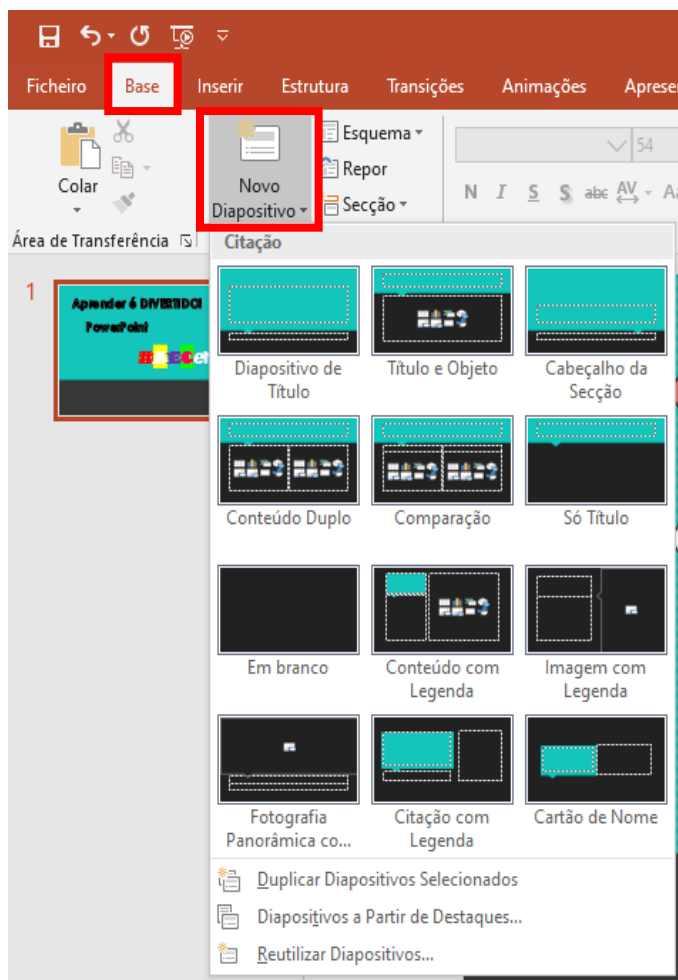 Ficheiro Base Inserir Estrutura Transições Animações Aprese
Colar
Novo
Diapositivo
Esquema
Repor
Secção
54
N I S S abc AV Aa
Área de Transferência
Citação
1
Aprender é DIVERTIDO!
PowerPoint
Diapositivo de
Título
Título e Objeto
Cabeçalho da
Secção
Conteúdo Duplo
Comparação
Só Título
Em branco
Conteúdo com
Legenda
Imagem com
Legenda
Fotografia
Panorâmica co...
Citação com
Legenda
Cartão de Nome
Duplicar Diapositivos Selecionados
Diapositivos a Partir de Destaques...
Reutilizar Diapositivos...